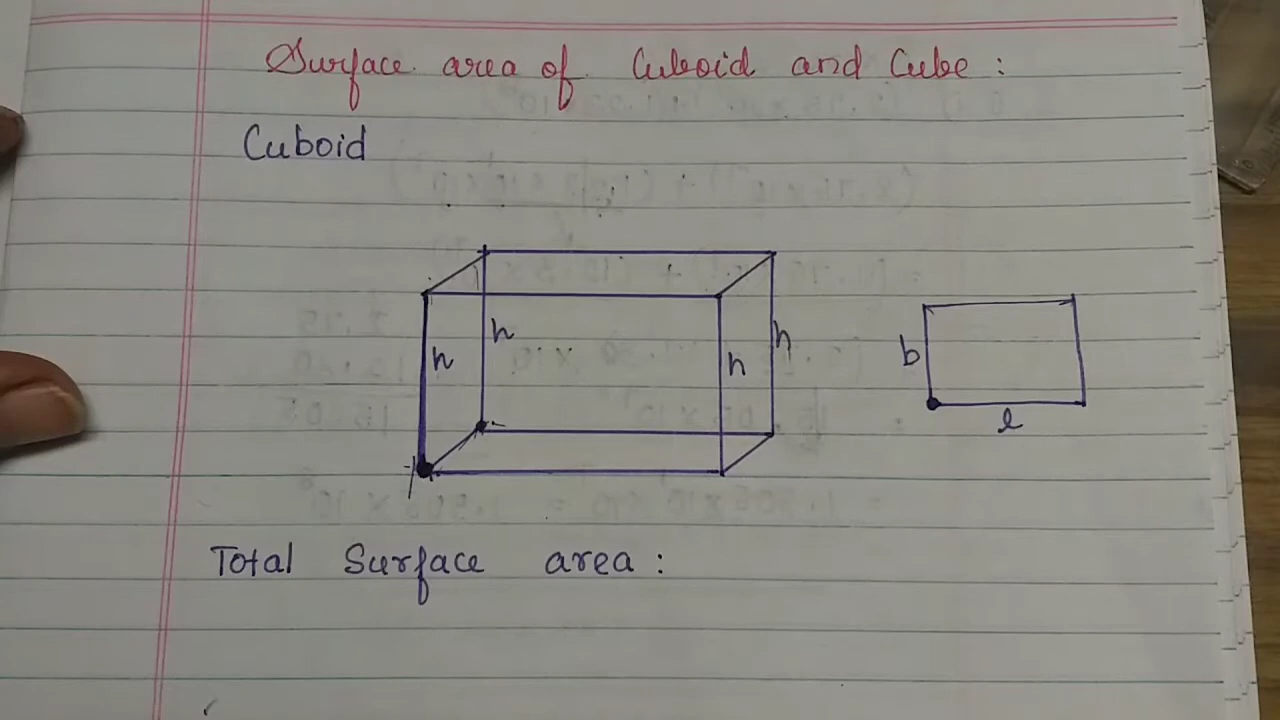 Surface area of Cuboid and Cube :
Cuboid
h
h
h
h
b
l
Total Surface area :